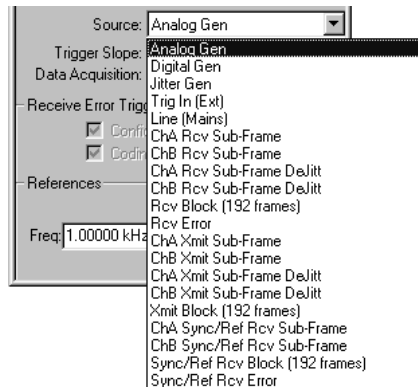 Source: Analog Gen
Analog Gen
Trigger Slope:
Digital Gen
Data Acquisition:
Jitter Gen
Trig In (Ext)
Receive Error Trig
Line (Mains)
ChA Rcv Sub-Frame
ChB Rcv Sub-Frame
ChA Rcv Sub-Frame DeJitt
ChB Rcv Sub-Frame DeJitt
References
Rcv Block (192 frames)
Rcv Error
Freq: 1.00000 kHz
ChA Xmit Sub-Frame
ChB Xmit Sub-Frame
ChA Xmit Sub-Frame DeJitt
ChB Xmit Sub-Frame DeJitt
Xmit Block (192 frames)
ChA Sync/Ref Rcv Sub-Frame
ChB Sync/Ref Rcv Sub-Frame
Sync/Ref Rcv Block (192 frames)
Sync/Ref Rcv Error